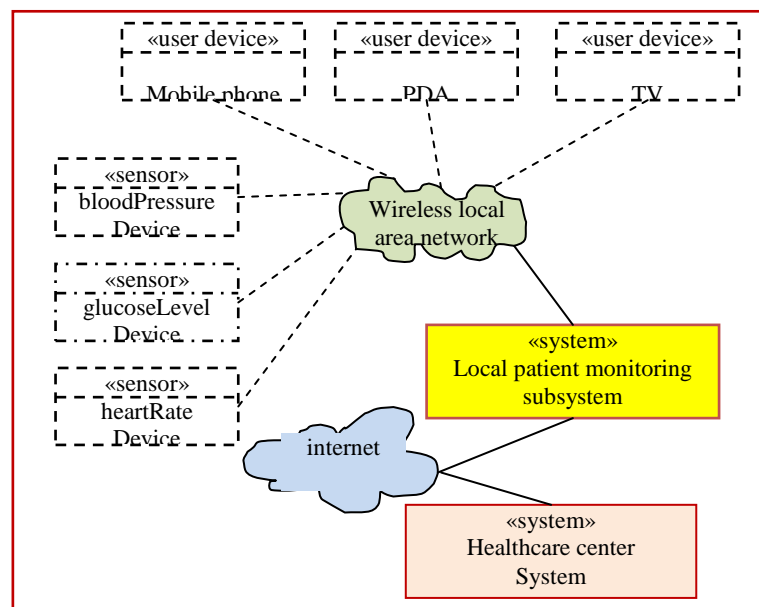 «user device»
Mobile phone
«user device»
PDA
«user device»
TV
«sensor»
bloodPressure
Device
«sensor»
glucoseLevel
Device
«sensor»
heartRate
Device
Wireless local
area network
«system»
Local patient monitoring
subsystem
internet
«system»
Healthcare center
System